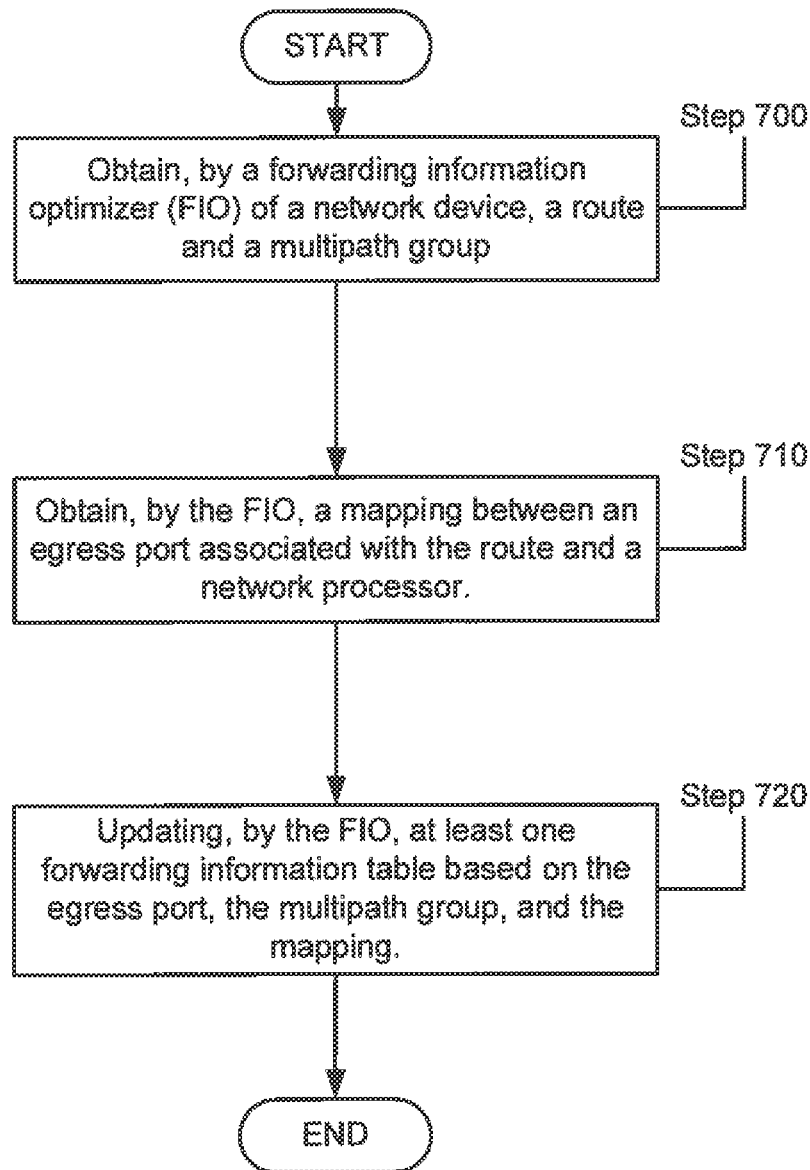 START
Step 700
Obtain, by a forwarding information
optimizer (FIO) of a network device, a route
and a multipath group
Step 710
Obtain, by the FIO, a mapping between an
egress port associated with the route and a
network processor.
Step 720
Updating, by the FIO, at least one
forwarding information table based on the
egress port, the multipath group, and the
mapping.
END